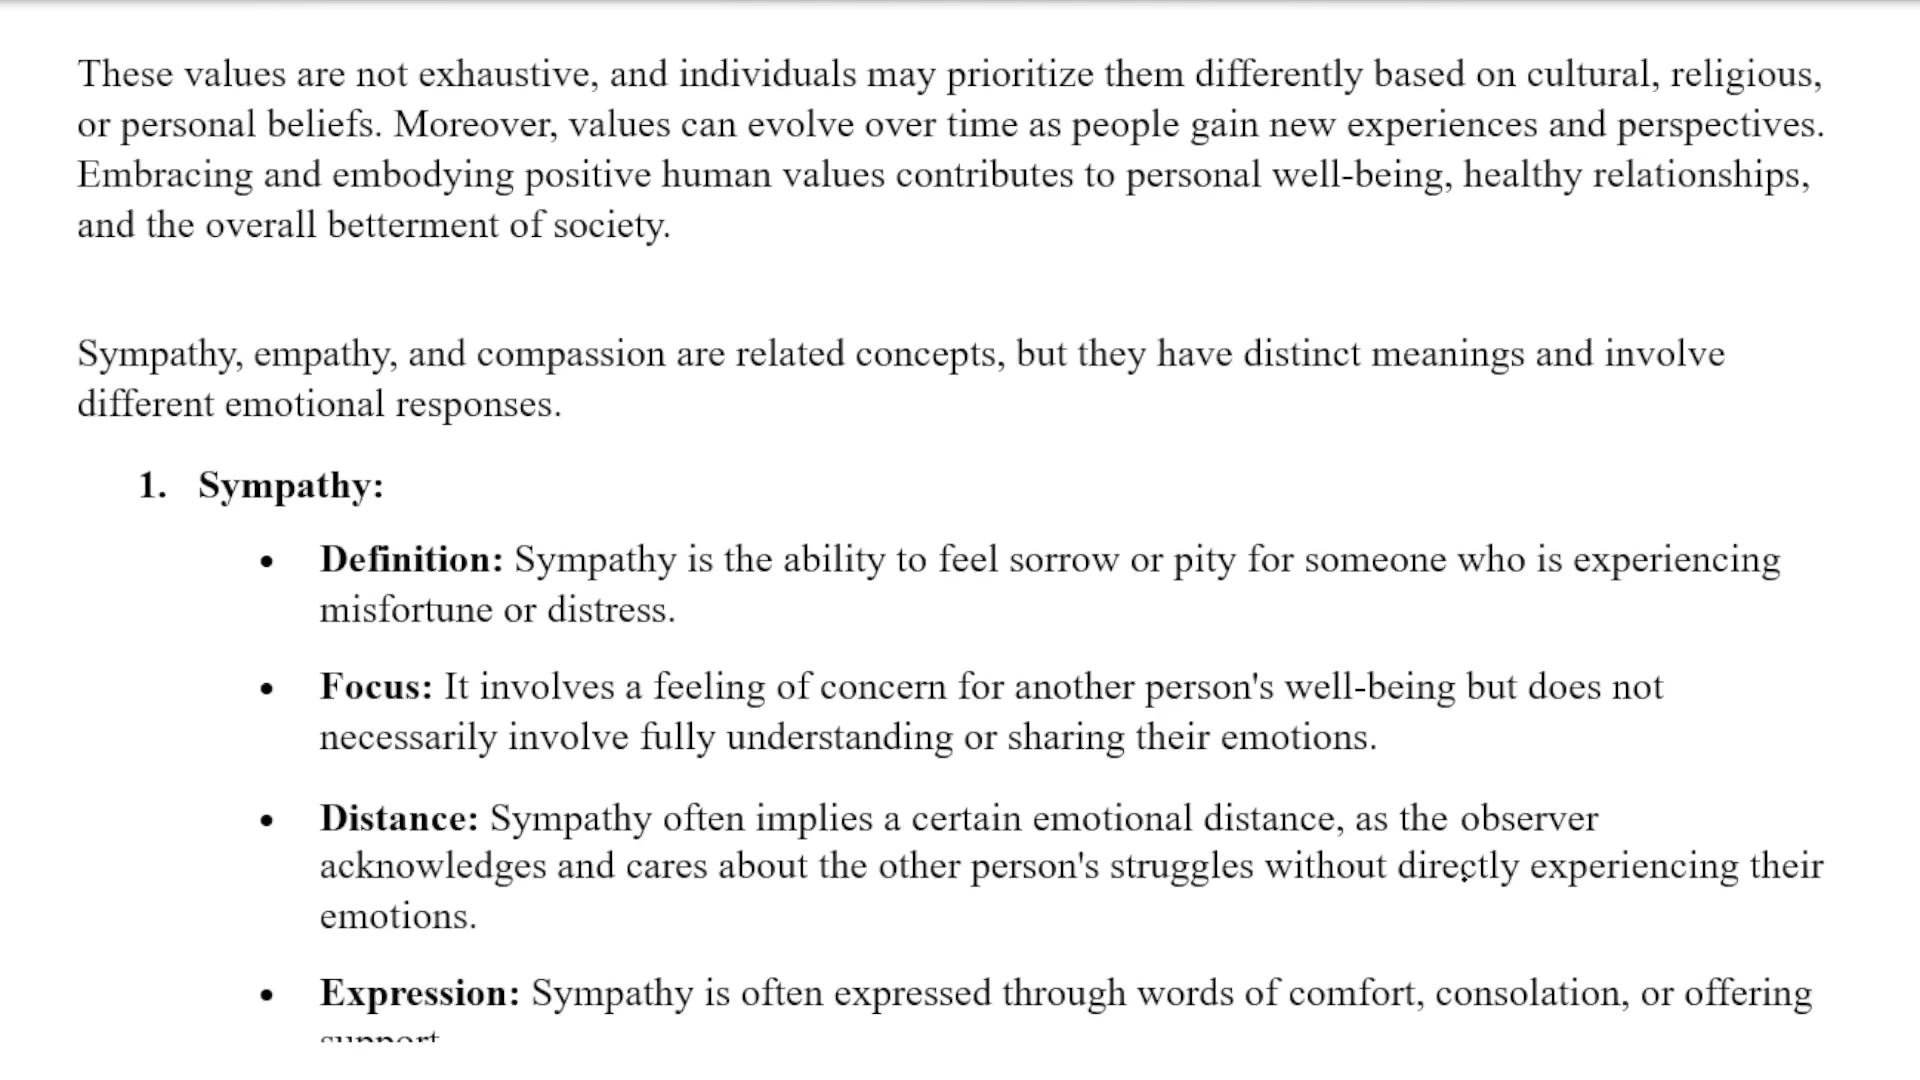 These values are not exhaustive, and individuals may prioritize them differently based on cultural, religious,
or personal beliefs. Moreover, values can evolve over time as people gain new experiences and perspectives.
Embracing and embodying positive human values contributes to personal well-being, healthy relationships,
and the overall betterment of society.
Sympathy, empathy, and compassion are related concepts, but they have distinct meanings and involve
different emotional responses.
1. Sympathy:
• Definition: Sympathy is the ability to feel sorrow or pity for someone who is experiencing
misfortune or distress.
• Focus: It involves a feeling of concern for another person's well-being but does not
necessarily involve fully understanding or sharing their emotions.
• Distance: Sympathy often implies a certain emotional distance, as the observer
acknowledges and cares about the other person's struggles without directly experiencing their
emotions.
• Expression: Sympathy is often expressed through words of comfort, consolation, or offering
support